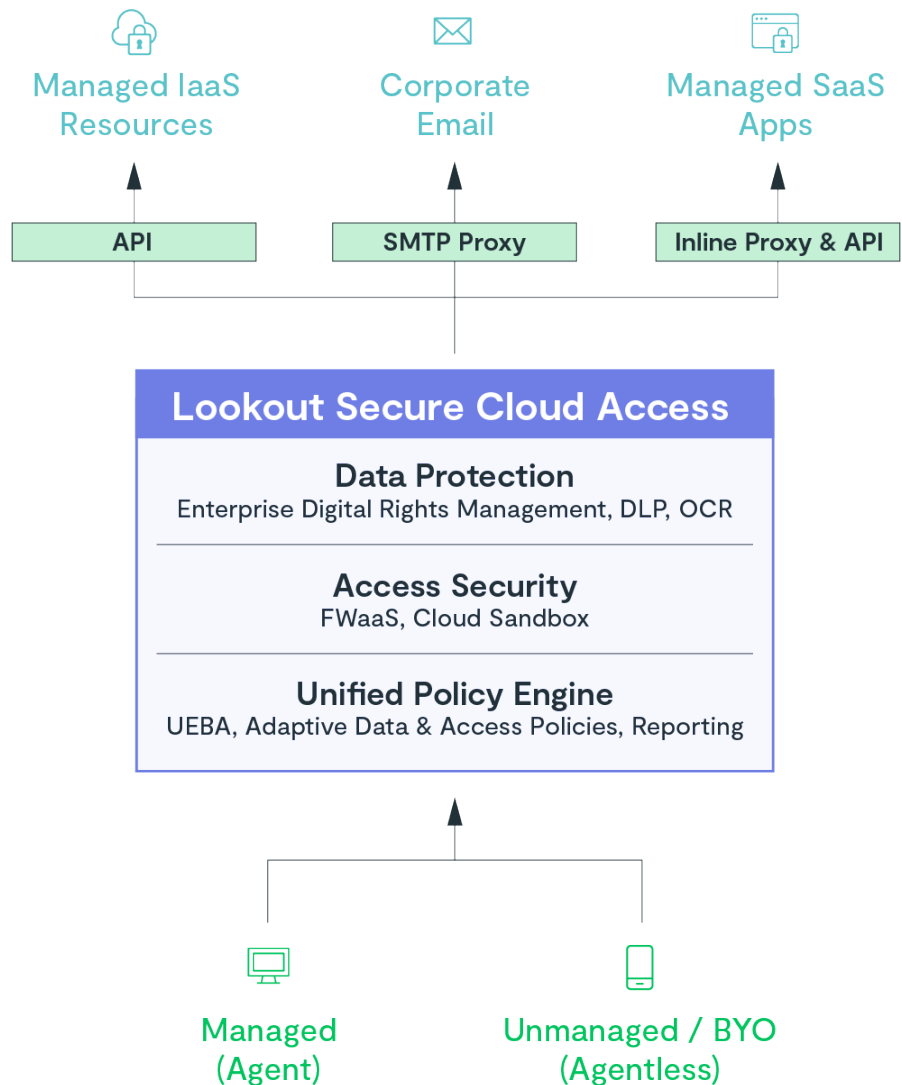 Managed IaaS
Resources
Corporate
Email
Managed SaaS
Apps
API
SMTP Proxy
Inline Proxy & API
Lookout Secure Cloud Access
Data Protection
Enterprise Digital Rights Management, DLP, OCR
Access Security
FWaaS, Cloud Sandbox
Unified Policy Engine
UEBA, Adaptive Data & Access Policies, Reporting
Managed
(Agent)
Unmanaged / BYO
(Agentless)